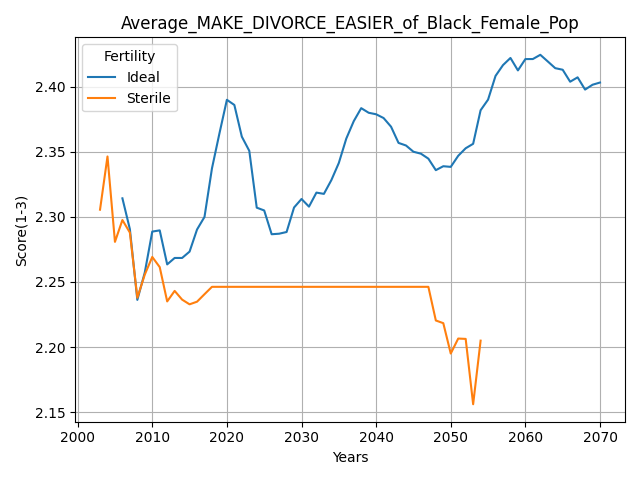 Average_MAKE_DIVORCE_EASIER_of_Black_Female_Pop
Fertility
Ideal
Sterile
Score(1-3)
2.40
2.35
2.30
2.25
2.20
2.15
2000 2010 2020 2030 2040 2050 2060 2070
Years